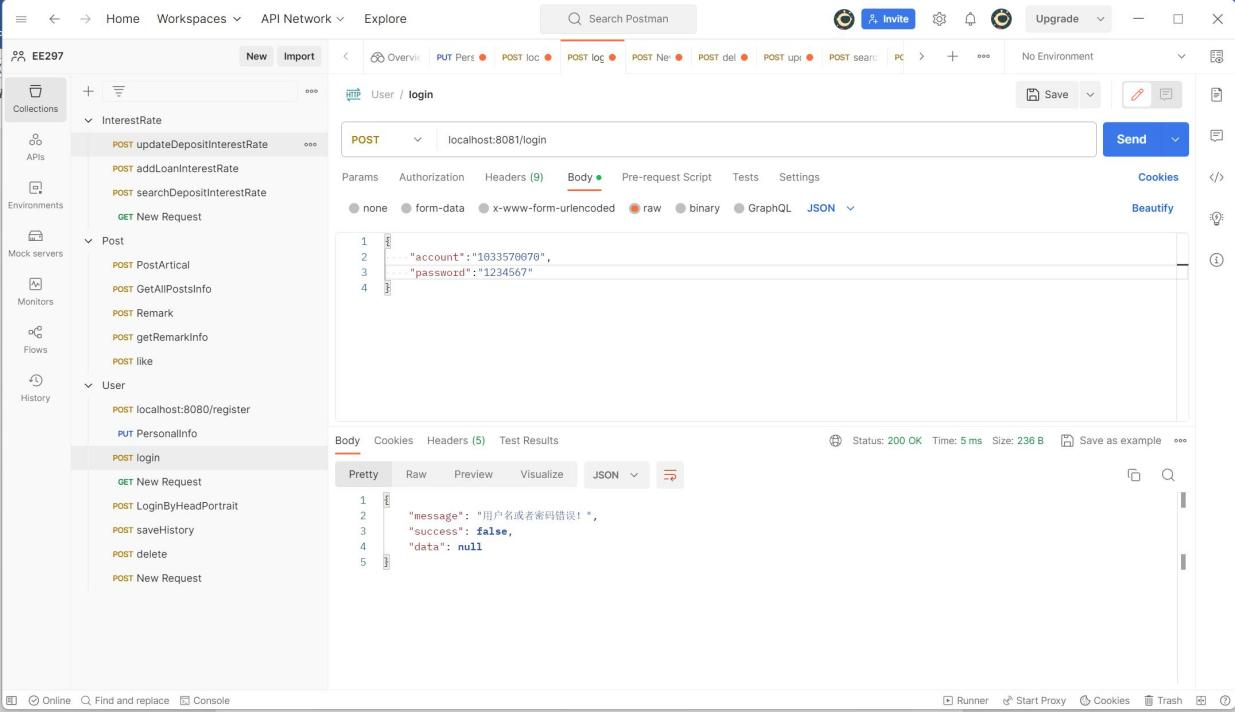 Home Workspaces API Network Explore Search Postman Invite Upgrade
EE297 New Import Overvie PUT Pers POST loc POST log POST Ne POST del POST up POST searc PC No Environment
Collections
APIs
Environments
Mock servers
Monitors
Flows
History
InterestRate
POST updateDepositInterestRate
POST addLoanInterestRate
POST searchDepositInterestRate
GET New Request
Post
POST PostArtical
POST GetAllPostsInfo
POST Remark
POST getRemarkInfo
POST like
User
POST localhost:8080/register
PUT PersonalInfo
POST login
GET New Request
POST LoginByHeadPortrait
POST saveHistory
POST delete
POST New Request
HTTP User / login Save
POST localhost:8081/login Send
Params Authorization Headers (9) Body Pre-request Script Tests Settings Cookies
none form-data x-www-form-urlencoded raw binary GraphQL JSON Beautify
1 {
2 "account":"1033570070",
3 "password":"1234567"
4 }
Body Cookies Headers (5) Test Results Status: 200 OK Time: 5 ms Size: 236 B Save as example
Pretty Raw Preview Visualize JSON
1 {
2 "message": "用户名或者密码错误!",
3 "success": false,
4 "data": null
5 }
Online Find and replace Console Runner Start Proxy Cookies Trash